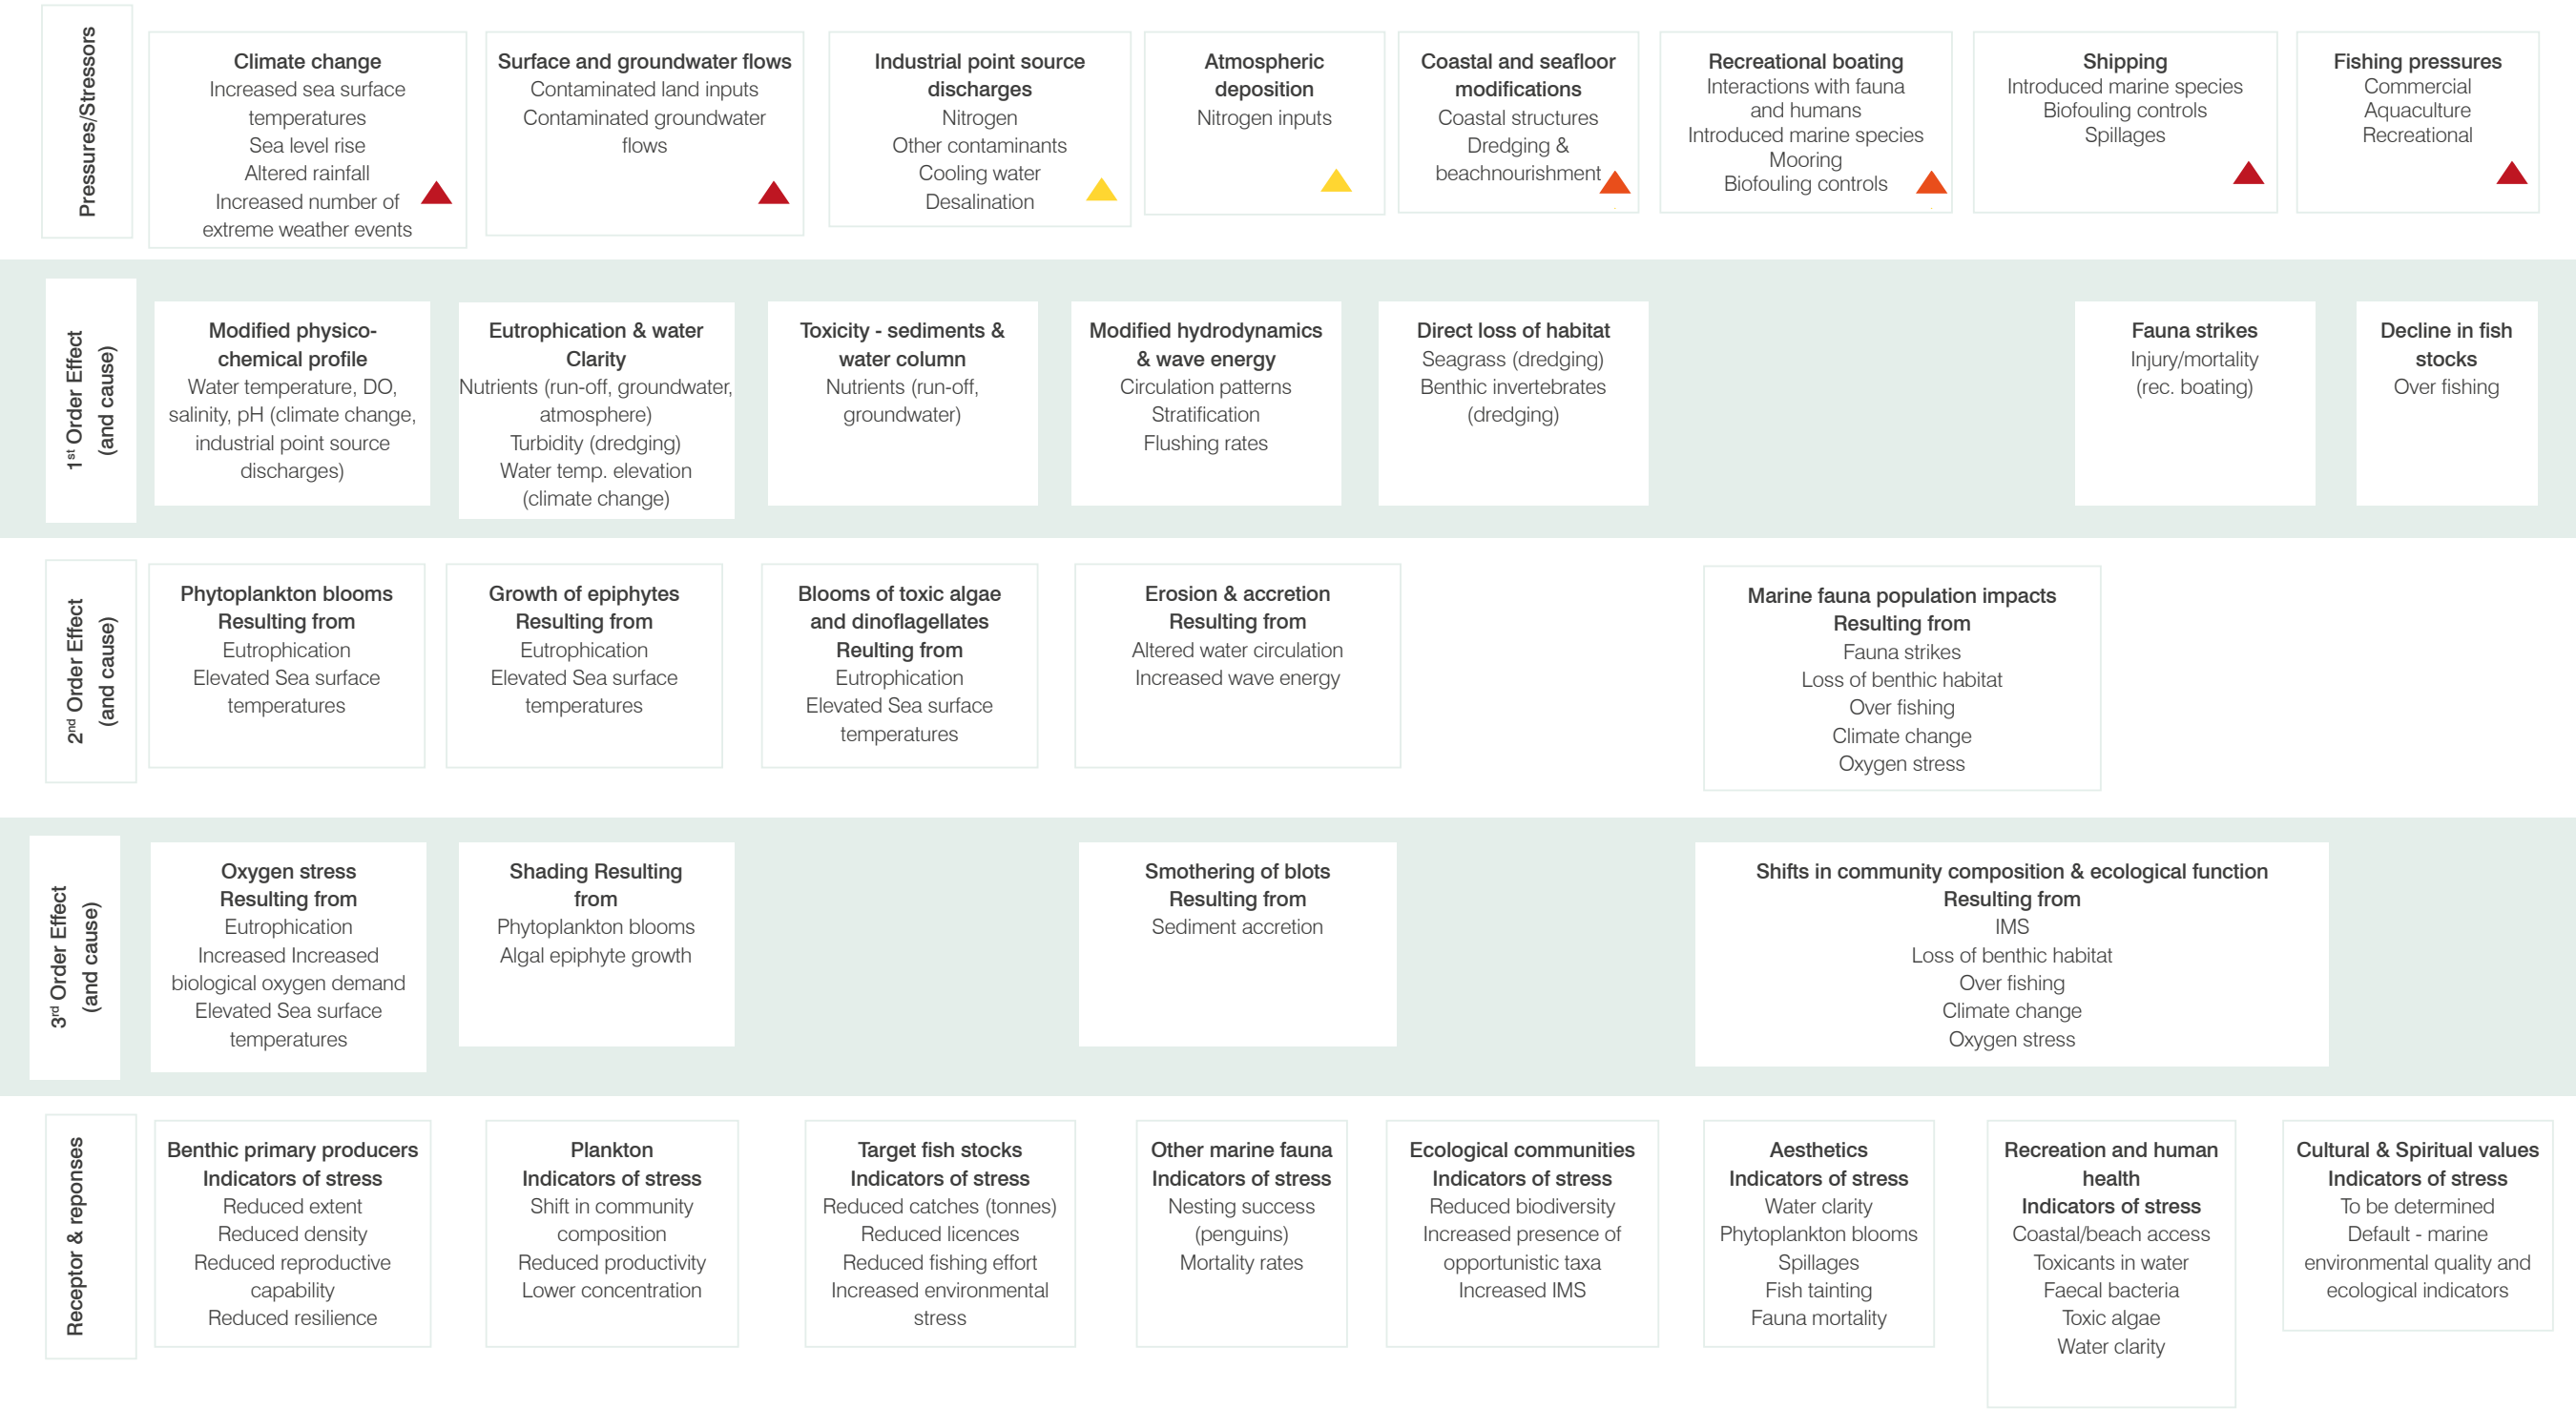 Pressures/Stressors
Climate change
Increased sea surface
temperatures
Sea level rise
Altered rainfall
Increased number of
extreme weather events
Surface and groundwater flows
Contaminated land inputs
Contaminated groundwater
flows
Industrial point source
discharges
Nitrogen
Other contaminants
Cooling water
Desalination
Atmospheric
deposition
Nitrogen inputs
Coastal and seafloor
modifications
Coastal structures
Dredging &
beachnourishment
Recreational boating
Interactions with fauna
and humans
Introduced marine species
Mooring
Biofouling controls
Shipping
Introduced marine species
Biofouling controls
Spillages
Fishing pressures
Commercial
Aquaculture
Recreational
1st Order Effect
(and cause)
Modified physico-
chemical profile
Water temperature, DO,
salinity, pH (climate change,
industrial point source
discharges)
Eutrophication & water
Clarity
Nutrients (run-off, groundwater,
atmosphere)
Turbidity (dredging)
Water temp. elevation
(climate change)
Toxicity - sediments &
water column
Nutrients (run-off,
groundwater)
Modified hydrodynamics
& wave energy
Circulation patterns
Stratification
Flushing rates
Direct loss of habitat
Seagrass (dredging)
Benthic invertebrates
(dredging)
Fauna strikes
Injury/mortality
(rec. boating)
Decline in fish
stocks
Over fishing
2nd Order Effect
(and cause)
Phytoplankton blooms
Resulting from
Eutrophication
Elevated Sea surface
temperatures
Growth of epiphytes
Resulting from
Eutrophication
Elevated Sea surface
temperatures
Blooms of toxic algae
and dinoflagellates
Reulting from
Eutrophication
Elevated Sea surface
temperatures
Erosion & accretion
Resulting from
Altered water circulation
Increased wave energy
Marine fauna population impacts
Resulting from
Fauna strikes
Loss of benthic habitat
Over fishing
Climate change
Oxygen stress
3rd Order Effect
(and cause)
Oxygen stress
Resulting from
Eutrophication
Increased Increased
biological oxygen demand
Elevated Sea surface
temperatures
Shading Resulting
from
Phytoplankton blooms
Algal epiphyte growth
Smothering of blots
Resulting from
Sediment accretion
Shifts in community composition & ecological function
Resulting from
IMS
Loss of benthic habitat
Over fishing
Climate change
Oxygen stress
Receptor & reponses
Benthic primary producers
Indicators of stress
Reduced extent
Reduced density
Reduced reproductive
capability
Reduced resilience
Plankton
Indicators of stress
Shift in community
composition
Reduced productivity
Lower concentration
Target fish stocks
Indicators of stress
Reduced catches (tonnes)
Reduced licences
Reduced fishing effort
Increased environmental
stress
Other marine fauna
Indicators of stress
Nesting success
(penguins)
Mortality rates
Ecological communities
Indicators of stress
Reduced biodiversity
Increased presence of
opportunistic taxa
Increased IMS
Aesthetics
Indicators of stress
Water clarity
Phytoplankton blooms
Spillages
Fish tainting
Fauna mortality
Recreation and human
health
Indicators of stress
Coastal/beach access
Toxicants in water
Faecal bacteria
Toxic algae
Water clarity
Cultural & Spiritual values
Indicators of stress
To be determined
Default - marine
environmental quality and
ecological indicators